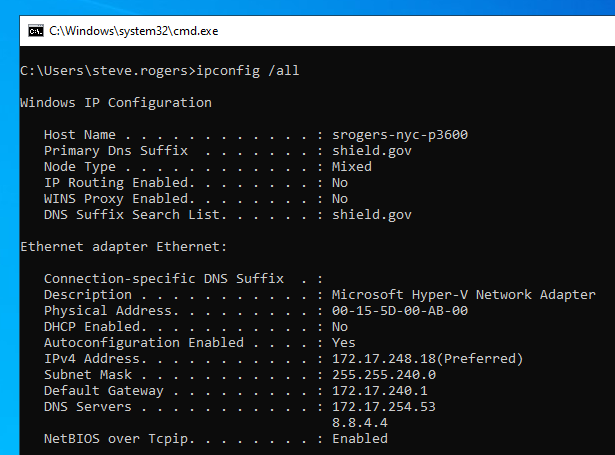 C:\Windows\system32\cmd.exe
C:\Users\steve.rogers>ipconfig /all
Windows IP Configuration
Host Name . . . . . . . . . . . . : srogers-nyc-p3600
Primary Dns Suffix  . . . . . . . : shield.gov
Node Type . . . . . . . . . . . . : Mixed
IP Routing Enabled. . . . . . . . : No
WINS Proxy Enabled. . . . . . . . : No
DNS Suffix Search List. . . . . . : shield.gov
Ethernet adapter Ethernet:
Connection-specific DNS Suffix  . :
Description . . . . . . . . . . . : Microsoft Hyper-V Network Adapter
Physical Address. . . . . . . . . : 00-15-5D-00-AB-00
DHCP Enabled. . . . . . . . . . . : No
Autoconfiguration Enabled . . . . : Yes
IPv4 Address. . . . . . . . . . . : 172.17.248.18(Preferred)
Subnet Mask . . . . . . . . . . . : 255.255.240.0
Default Gateway . . . . . . . . . : 172.17.240.1
DNS Servers . . . . . . . . . . . : 172.17.254.53
8.8.4.4
NetBIOS over Tcpip. . . . . . . . : Enabled